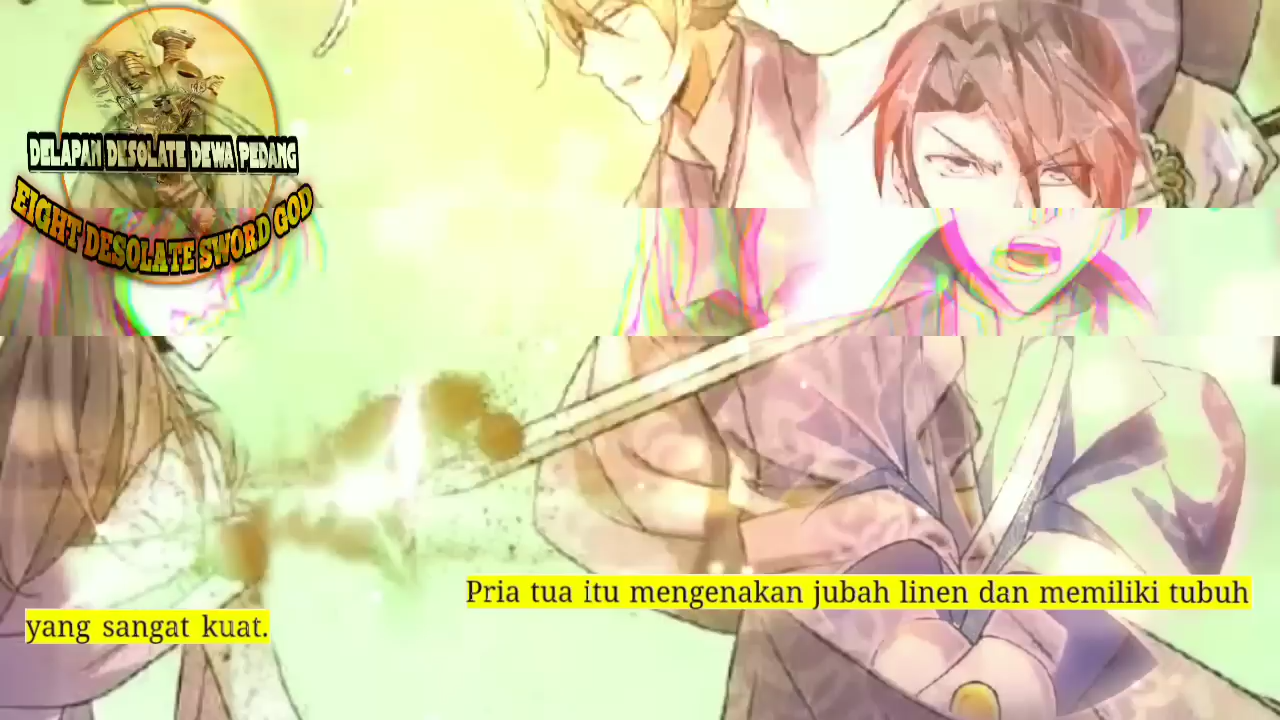 DELAPAN DESOLATE DEWA PEDANG
EIGHT DESOLATE SWORD GOD
Pria tua itu mengenakan jubah linen dan memiliki tubuh
yang sangat kuat.